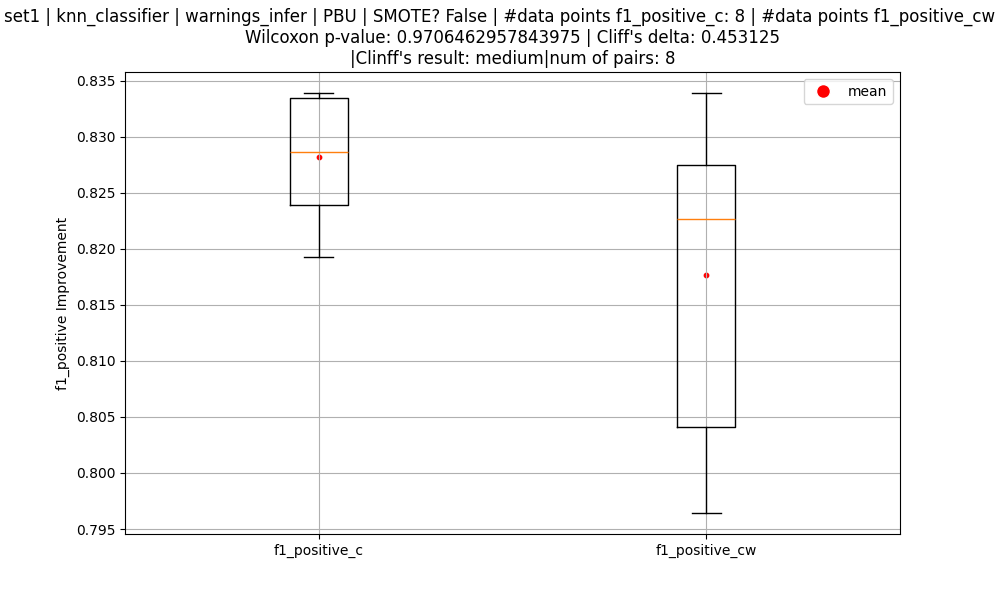 set1 | knn_classifier | warnings_infer | PBU | SMOTE? False | #data points f1_positive_c: 8 | #data points f1_positive_cw
Wilcoxon p-value: 0.9706462957843975 | Cliff's delta: 0.453125
|Clinff's result: medium|num of pairs: 8
mean
0.835
0.830
0.825
0.820
0.815
0.810
0.805
0.800
0.795
f1_positive Improvement
f1_positive_c
f1_positive_cw